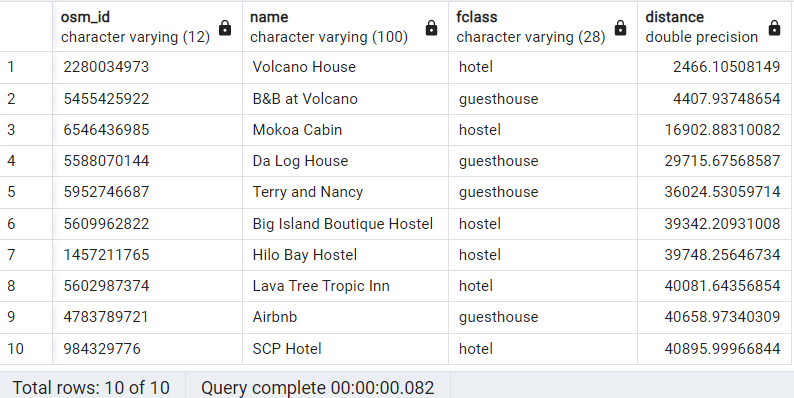 osm_id name fclass distance
character varying (12) character varying (100) character varying (28) double precision
1 2280034973 Volcano House hotel 2466.10508149
2 5455425922 B&B at Volcano guesthouse 4407.93748654
3 6546436985 Mokoa Cabin hostel 16902.88310082
4 5588070144 Da Log House guesthouse 29715.67568587
5 5952746687 Terry and Nancy guesthouse 36024.53059714
6 5609962822 Big Island Boutique Hostel hostel 39342.20931008
7 1457211765 Hilo Bay Hostel hostel 39748.25646734
8 5602987374 Lava Tree Tropic Inn hotel 40081.64356854
9 4783789721 Airbnb guesthouse 40658.97340309
10 984329776 SCP Hotel hotel 40895.99966844
Total rows: 10 of 10 Query complete 00:00:00.082